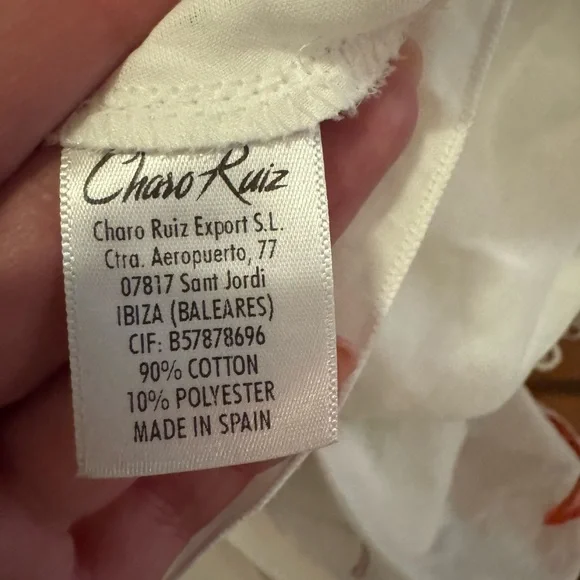 Charo Ruiz
Charo Ruiz Export S.L.
Ctra. Aeropuerto, 77
07817 Sant Jordi
IBIZA (BALEARES)
CIF: B57878696
90% COTTON
10% POLYESTER
MADE IN SPAIN